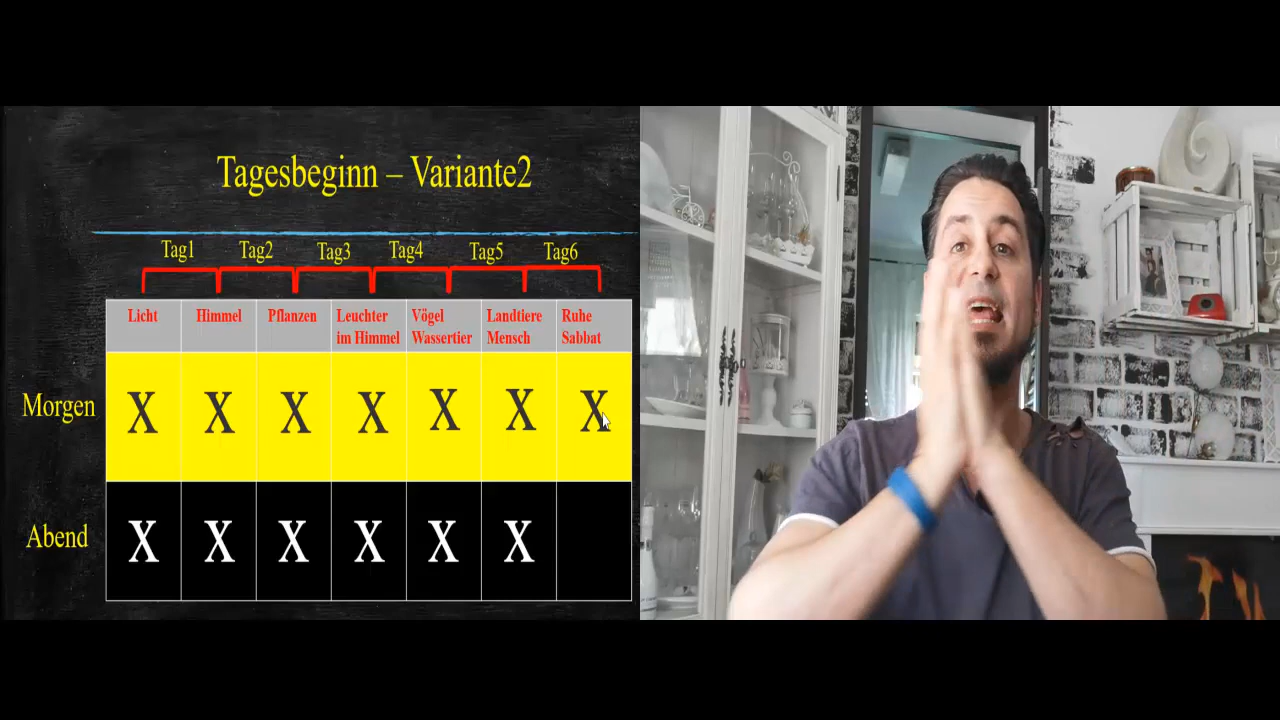 Tagesbeginn – Variante2
Tag1 Tag2 Tag3 Tag4 Tag5 Tag6
Licht Himmel Pflanzen Leuchter im Himmel Vögel Wassertier Landtiere Mensch Ruhe Sabbat
Morgen X X X X X X X
Abend X X X X X X